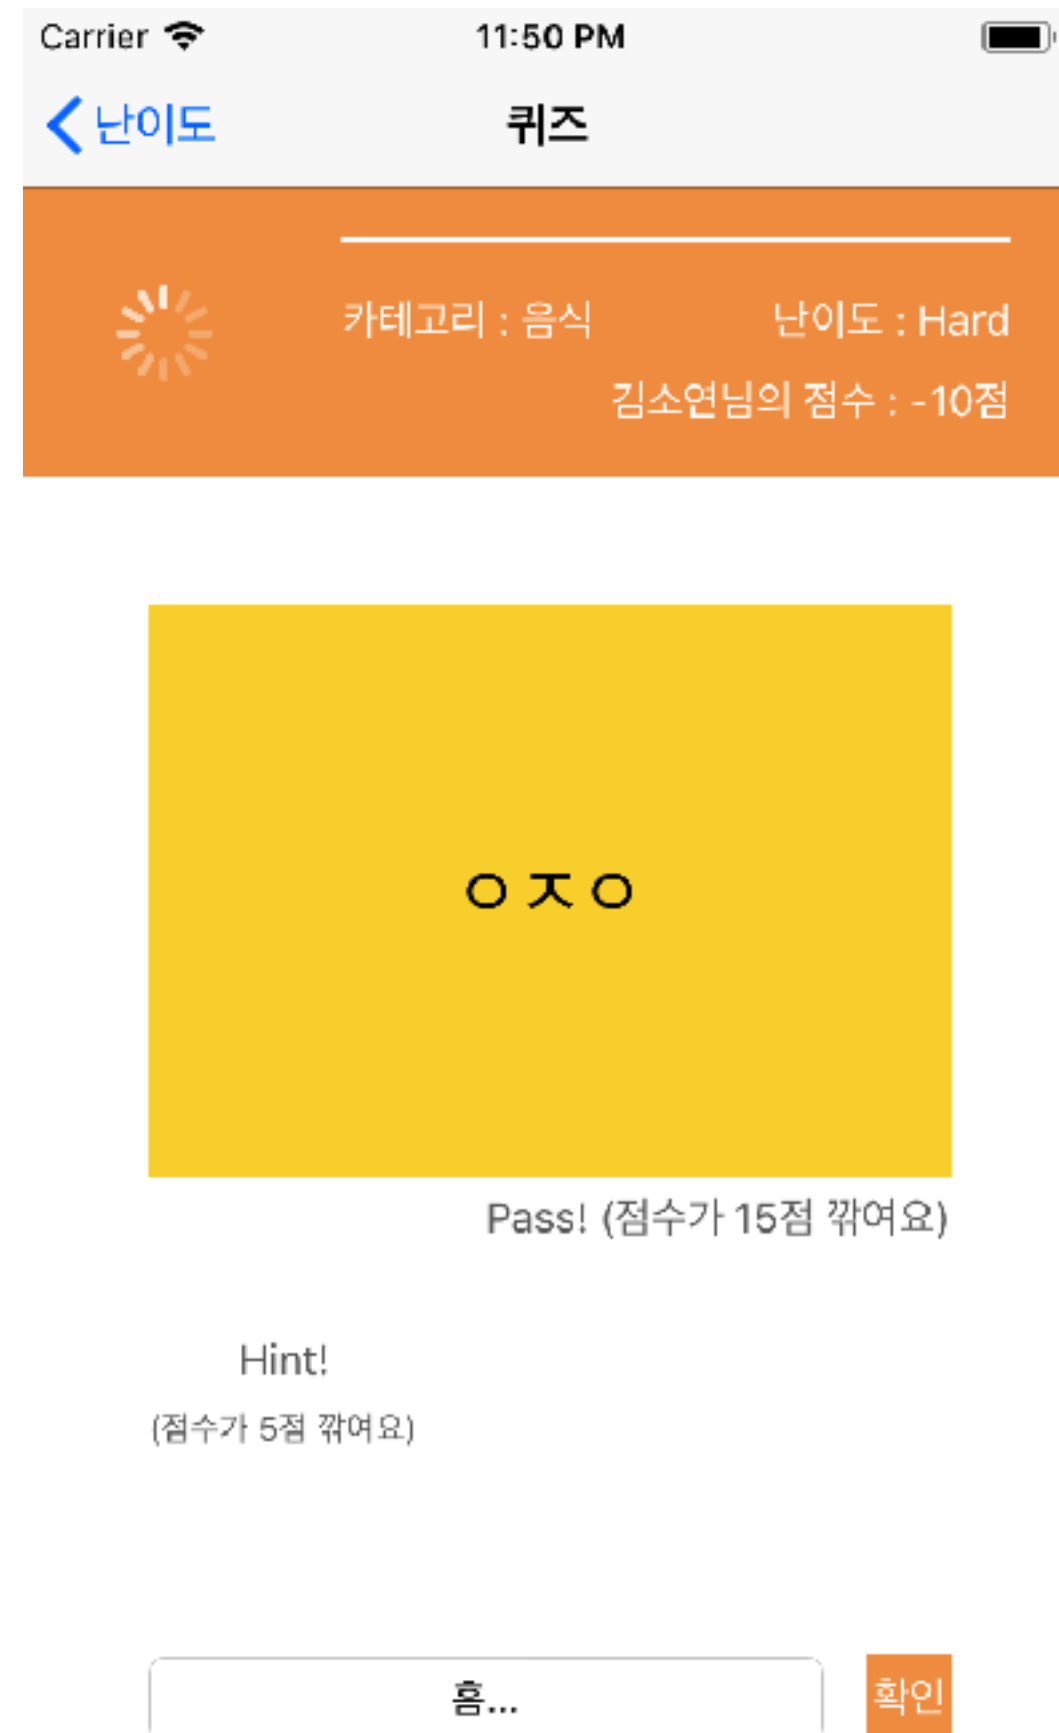 Carrier 11:50 PM
난이도 퀴즈
카테고리 : 음식 난이도 : Hard
김소연님의 점수 : -10점
ㅇㅈㅇ
Pass! (점수가 15점 깎여요)
Hint!
(점수가 5점 깎여요)
흠... 확인